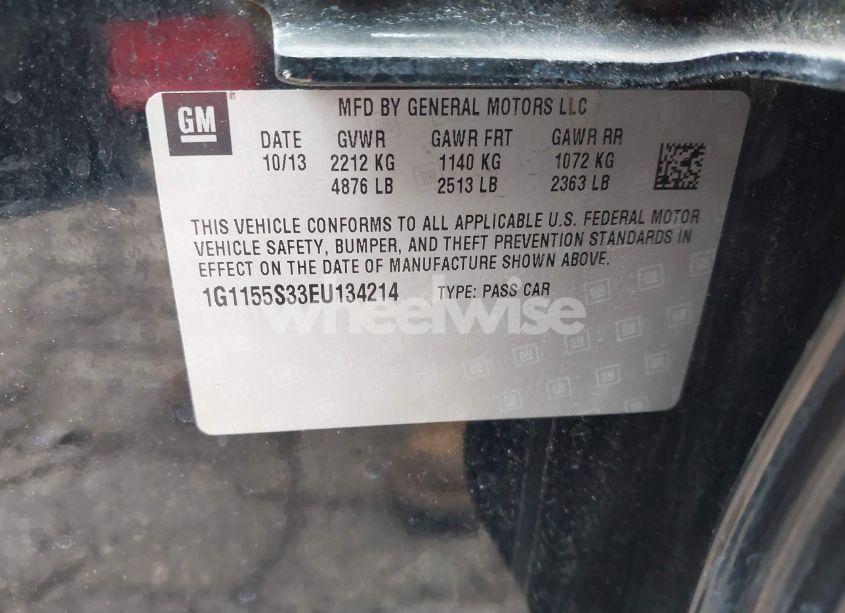 GM
MFD BY GENERAL MOTORS LLC
DATE GVWR GAWR FRT GAWR RR
10/13 2212 KG 1140 KG 1072 KG
4876 LB 2513 LB 2363 LB
THIS VEHICLE CONFORMS TO ALL APPLICABLE U.S. FEDERAL MOTOR
VEHICLE SAFETY, BUMPER, AND THEFT PREVENTION STANDARDS IN
EFFECT ON THE DATE OF MANUFACTURE SHOWN ABOVE.
1G1155S33EU134214 TYPE: PASS CAR
wheelwise